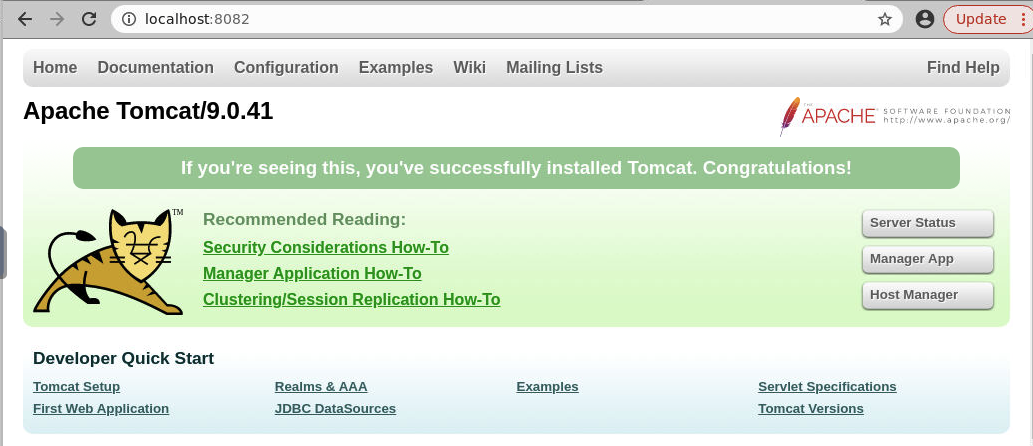 localhost:8082
Update
Home Documentation Configuration Examples Wiki Mailing Lists Find Help
Apache Tomcat/9.0.41
THE
APACHE SOFTWARE FOUNDATION
http://www.apache.org/
If you're seeing this, you've successfully installed Tomcat. Congratulations!
TM
Recommended Reading:
Security Considerations How-To
Manager Application How-To
Clustering/Session Replication How-To
Server Status
Manager App
Host Manager
Developer Quick Start
Tomcat Setup Realms & AAA Examples Servlet Specifications
First Web Application JDBC DataSources Tomcat Versions